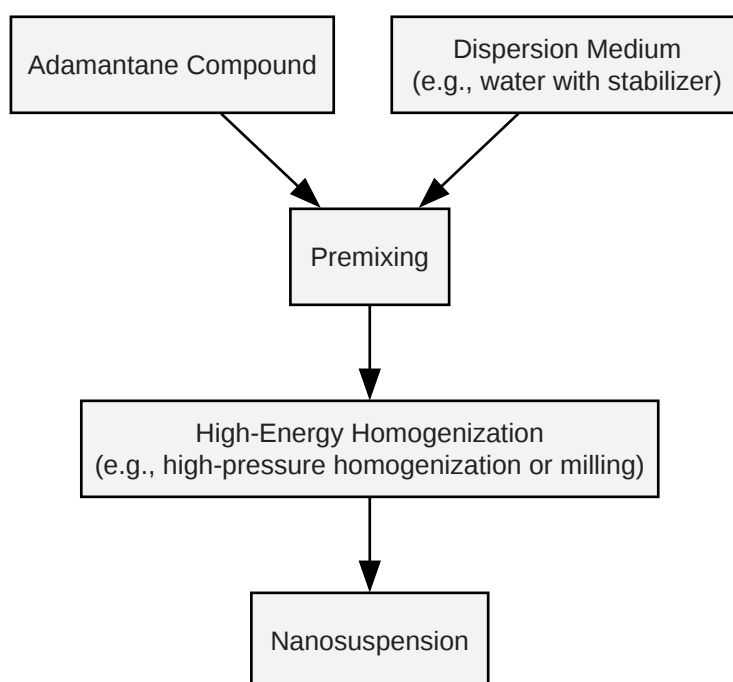 Adamantane Compound
Dispersion Medium
(e.g., water with stabilizer)
Premixing
High-Energy Homogenization
(e.g., high-pressure homogenization or milling)
Nanosuspension